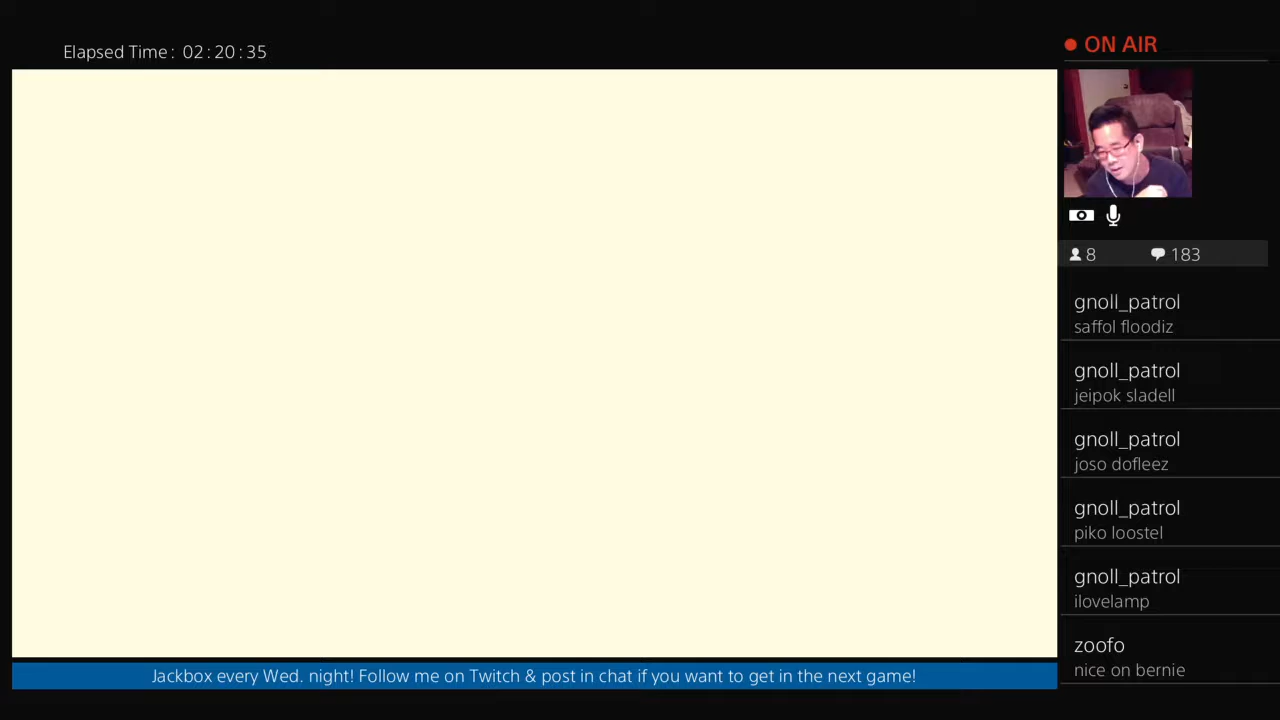 Elapsed Time: 02:20:35
ON AIR
8 183
gnoll_patrol
saffol floodiz
gnoll_patrol
jeipok sladell
gnoll_patrol
joso dofleez
gnoll_patrol
piko loostel
gnoll_patrol
ilovelamp
zoofo
nice on bernie
Jackbox every Wed. night! Follow me on Twitch & post in chat if you want to get in the next game!